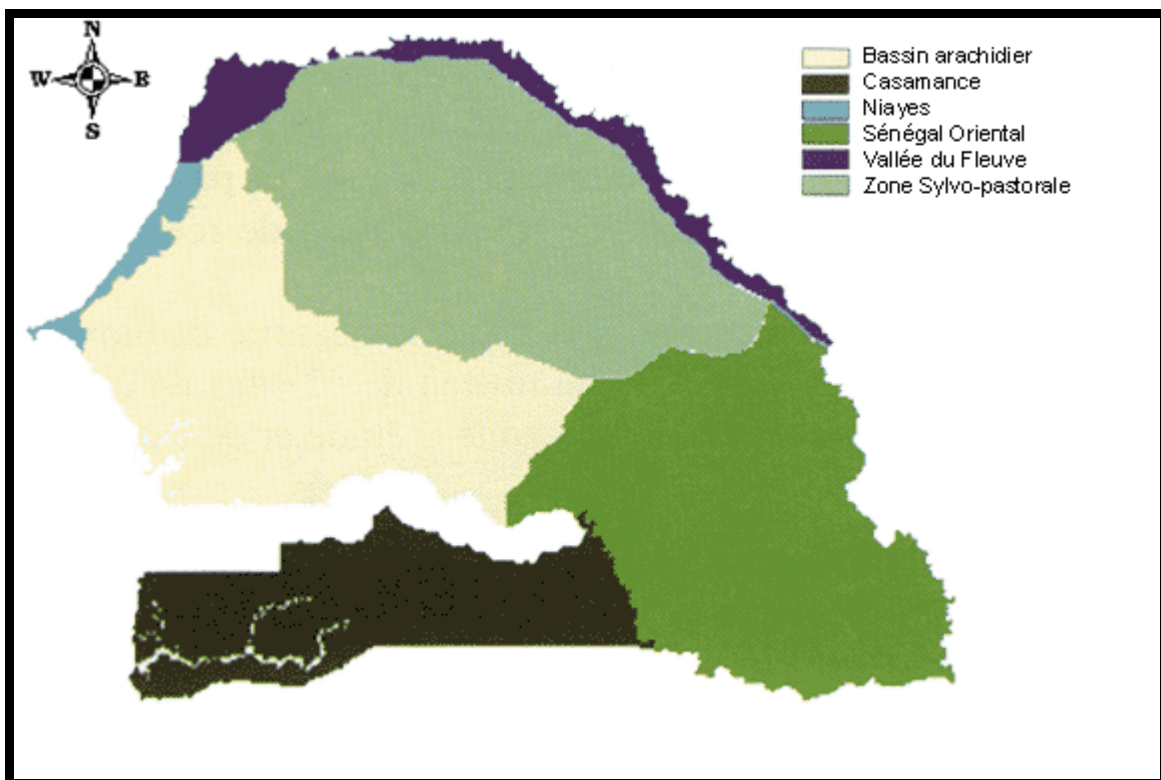 N
W E
S
Bassin arachidier
Casamance
Niayes
Sénégal Oriental
Vallée du Fleuve
Zone Sylvo-pastorale